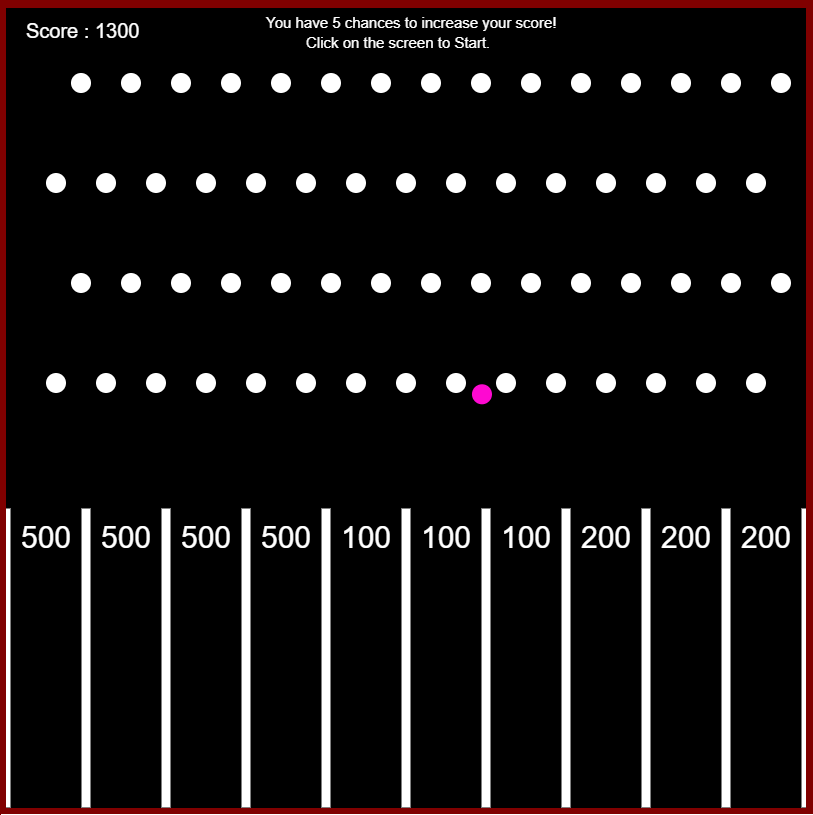 Score : 1300
You have 5 chances to increase your score!
Click on the screen to Start.
500 500 500 500 100 100 100 200 200 200